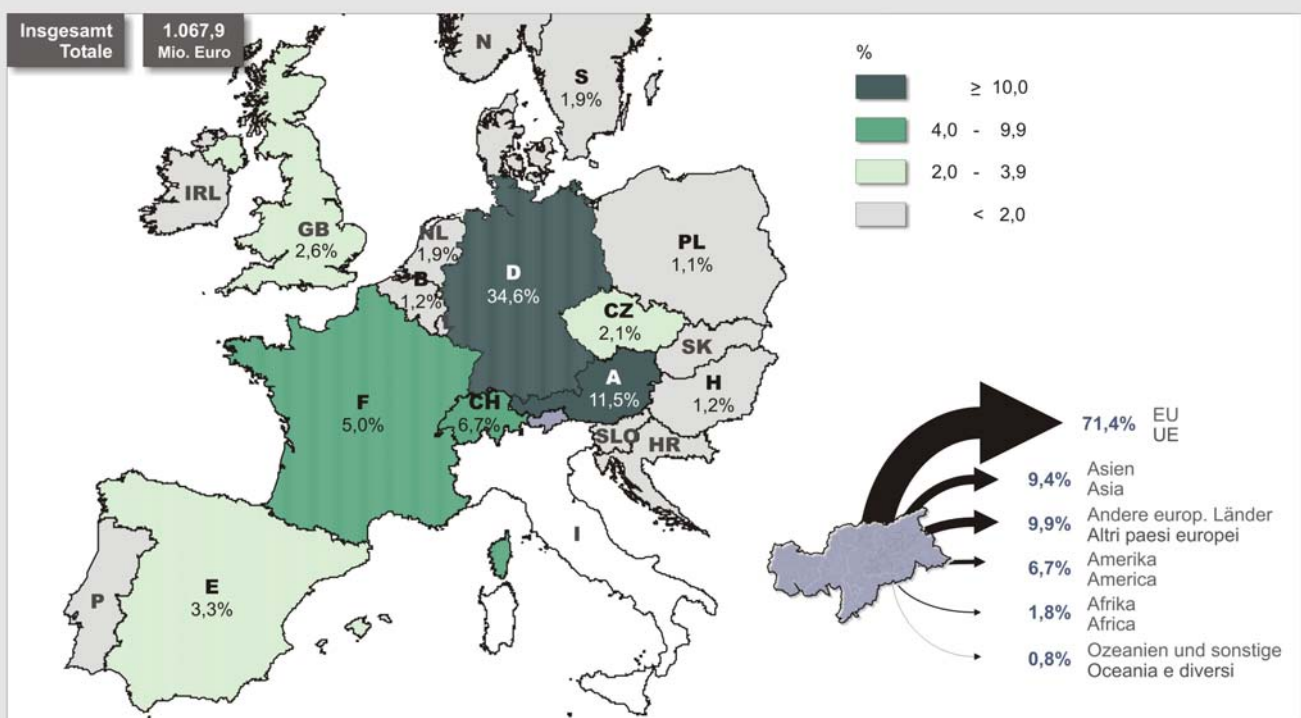 Insgesamt
Totale
1.067,9
Mio. Euro
N
S
1,9%
IRL
GB
2,6%
NL
1,9%
B
1,2%
D
34,6%
PL
1,1%
CZ
2,1%
SK
A
11,5%
H
1,2%
F
5,0%
CH
6,7%
SLO
HR
I
P
E
3,3%
%
≥ 10,0
4,0 - 9,9
2,0 - 3,9
< 2,0
71,4%
EU
UE
9,4%
Asien
Asia
9,9%
Andere europ. Länder
Altri paesi europei
6,7%
Amerika
America
1,8%
Afrika
Africa
0,8%
Ozeanien und sonstige
Oceania e diversi